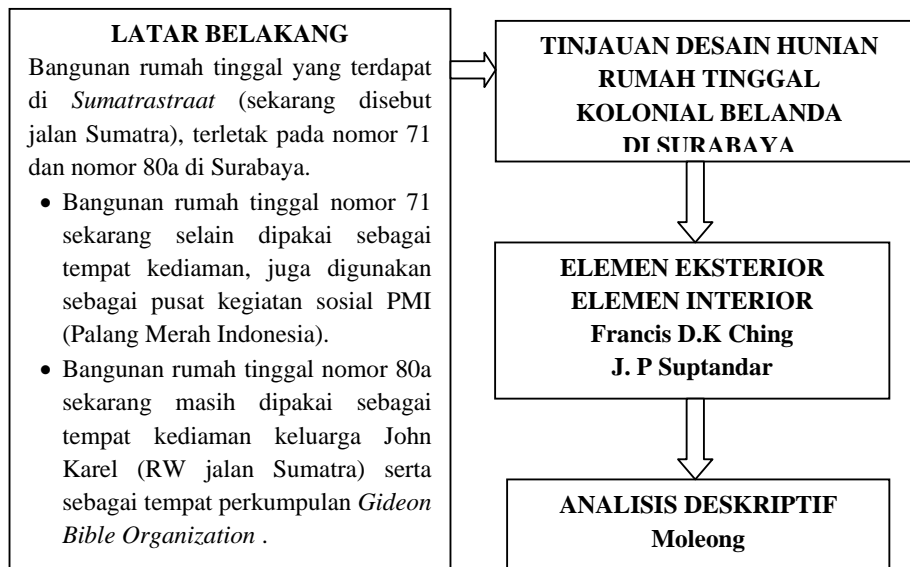 LATAR BELAKANG
Bangunan rumah tinggal yang terdapat
di Sumatrastraat (sekarang disebut
jalan Sumatra), terletak pada nomor 71
dan nomor 80a di Surabaya.
• Bangunan rumah tinggal nomor 71
sekarang selain dipakai sebagai
tempat kediaman, juga digunakan
sebagai pusat kegiatan sosial PMI
(Palang Merah Indonesia).
• Bangunan rumah tinggal nomor 80a
sekarang masih dipakai sebagai
tempat kediaman keluarga John
Karel (RW jalan Sumatra) serta
sebagai tempat perkumpulan Gideon
Bible Organization .
TINJAUAN DESAIN HUNIAN
RUMAH TINGGAL
KOLONIAL BELANDA
DI SURABAYA
ELEMEN EKSTERIOR
ELEMEN INTERIOR
Francis D.K Ching
J. P Suptandar
ANALISIS DESKRIPTIF
Moleong